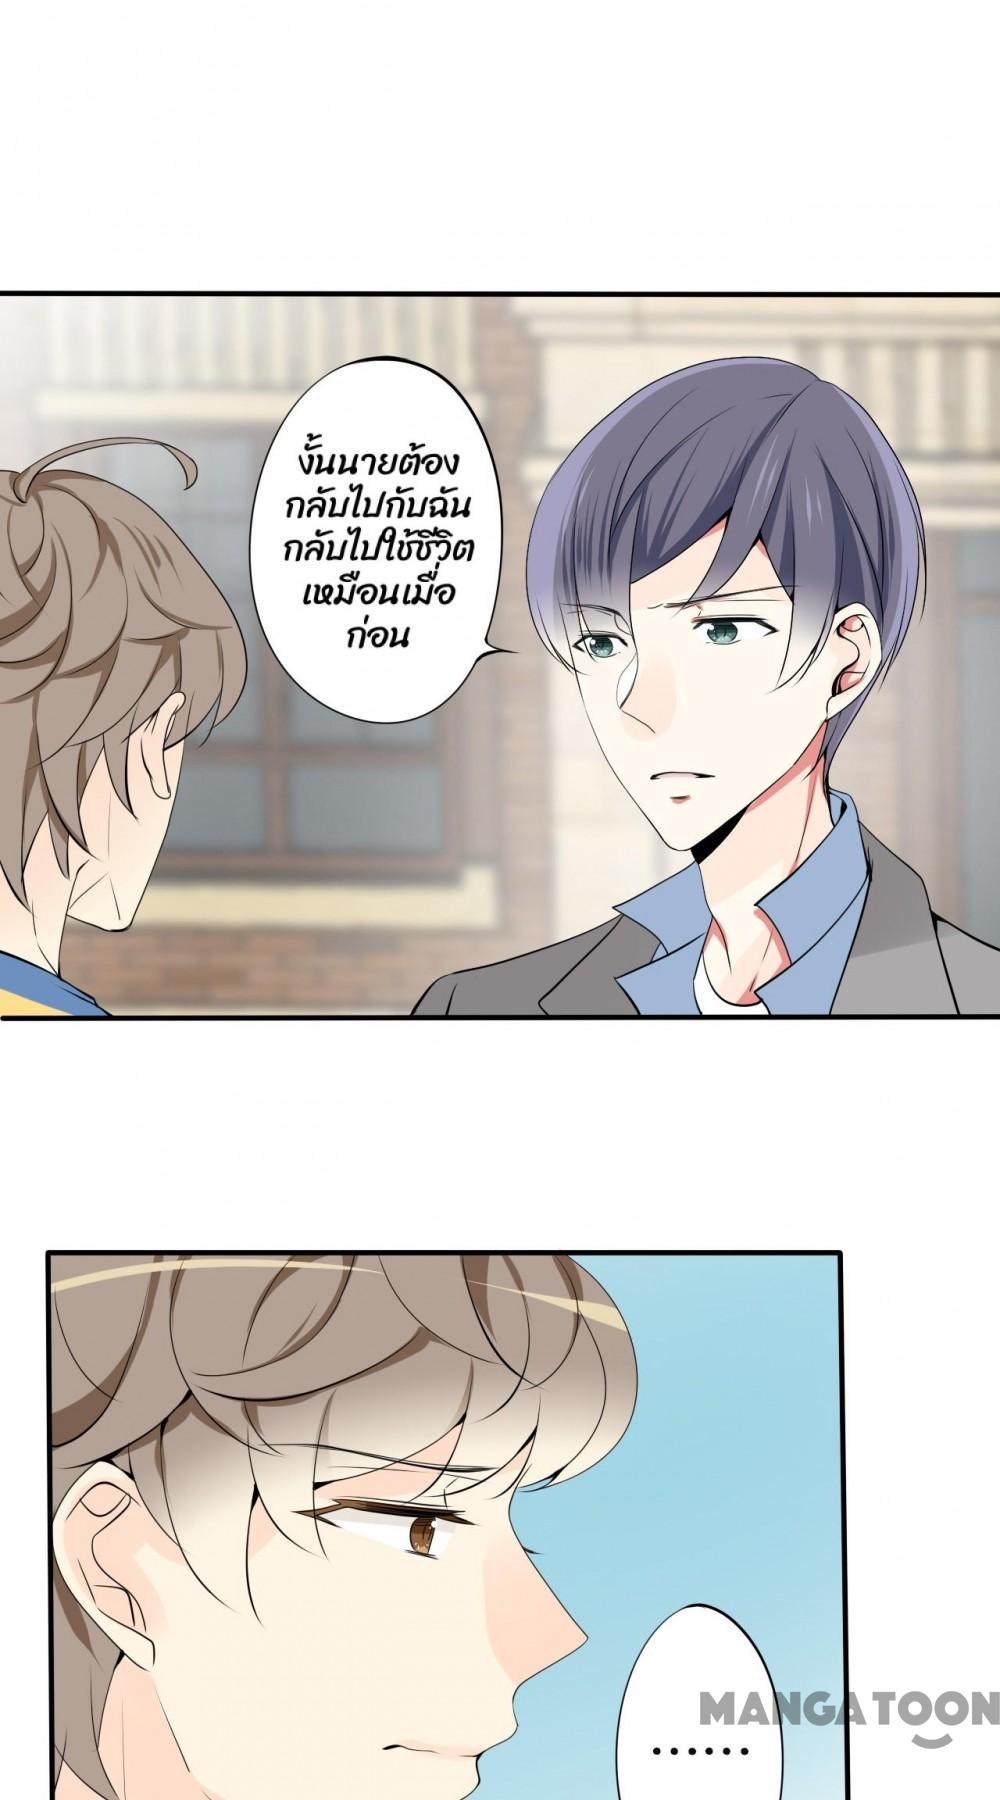 งั้นนายต้อง
กลับไปกับฉัน
กลับไปใช้ชีวิต
เหมือนเมื่อ
ก่อน
MANGATOON
......